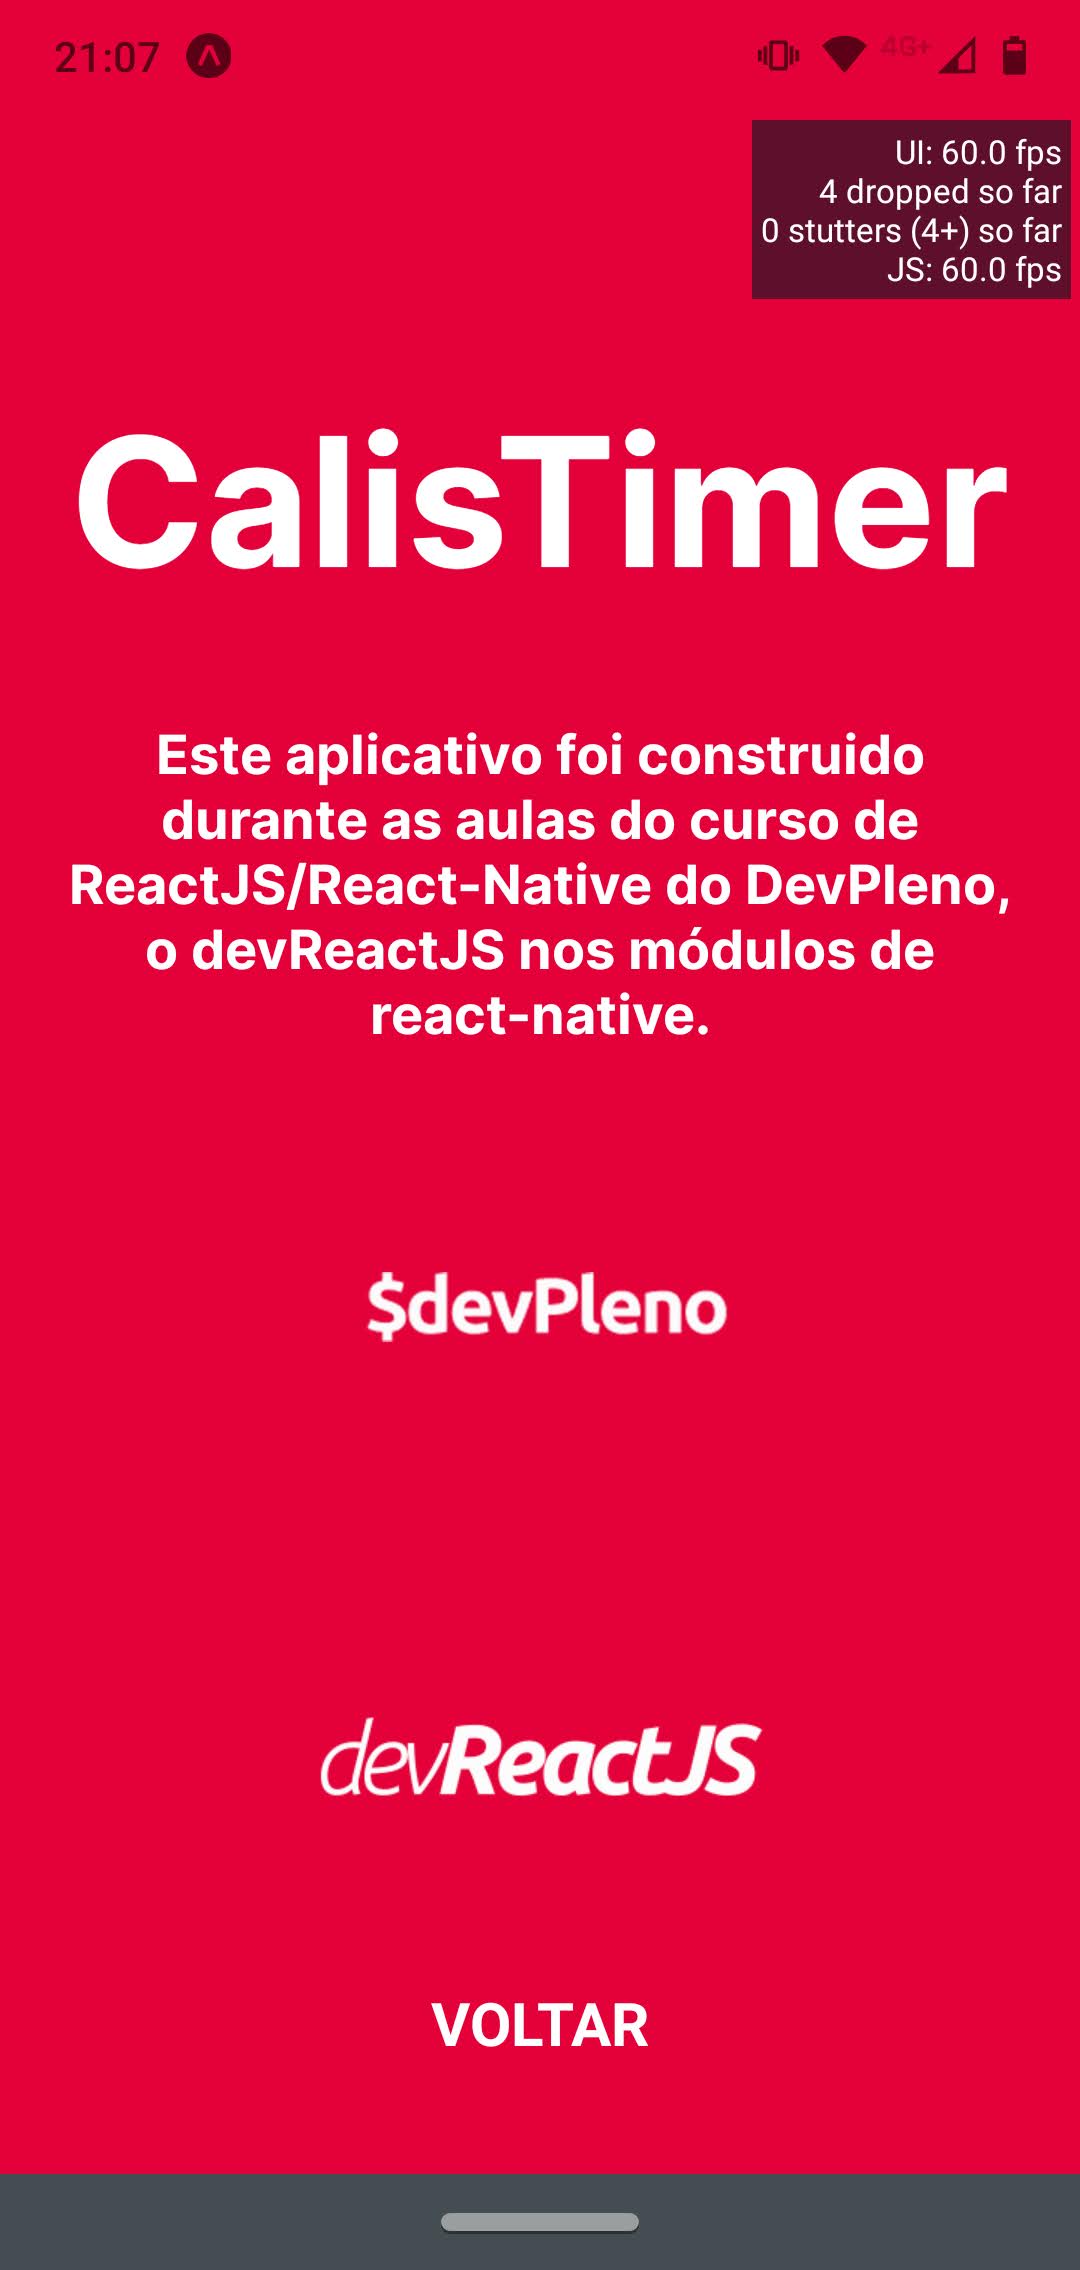 21:07
4G+
UI: 60.0 fps
4 dropped so far
0 stutters (4+) so far
JS: 60.0 fps
CalisTimer
Este aplicativo foi construido
durante as aulas do curso de
ReactJS/React-Native do DevPleno,
o devReactJS nos módulos de
react-native.
$devPleno
devReactJS
VOLTAR